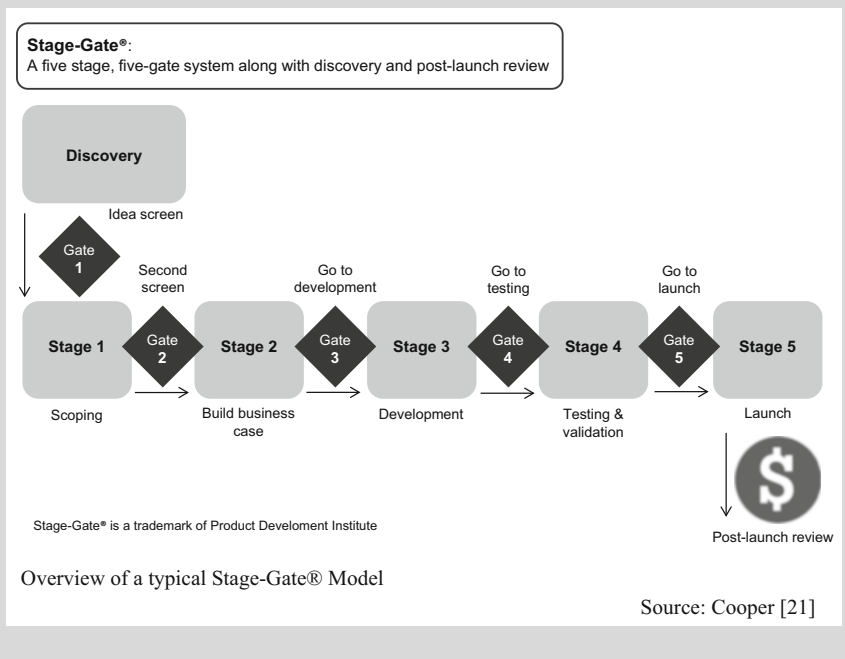 Stage-Gate®:
A five stage, five-gate system along with discovery and post-launch review
Discovery
Idea screen
Gate
1
Second
screen
Go to
development
Go to
testing
Go to
launch
Stage 1
Gate
2
Stage 2
Gate
3
Stage 3
Gate
4
Stage 4
Gate
5
Stage 5
Scoping
Build business
case
Development
Testing &
validation
Launch
$
Post-launch review
Stage-Gate® is a trademark of Product Develoment Institute
Overview of a typical Stage-Gate® Model
Source: Cooper [21]